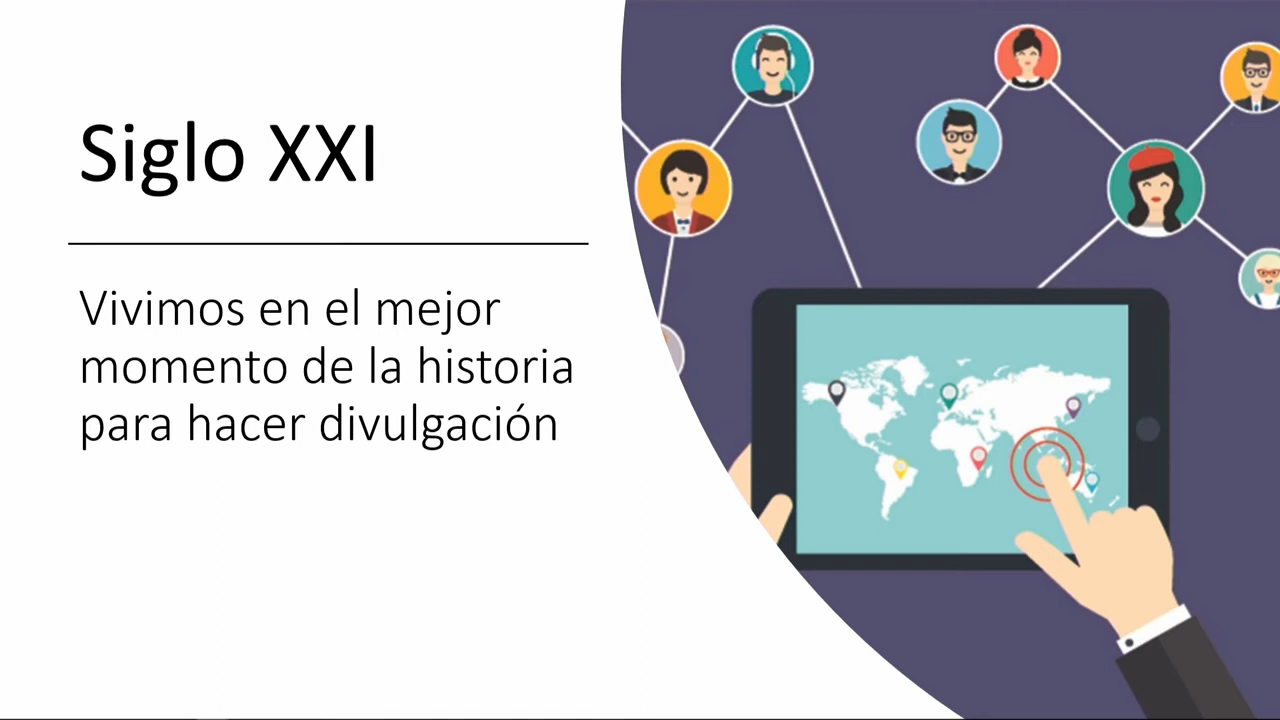 Siglo XXI
Vivimos en el mejor
momento de la historia
para hacer divulgación